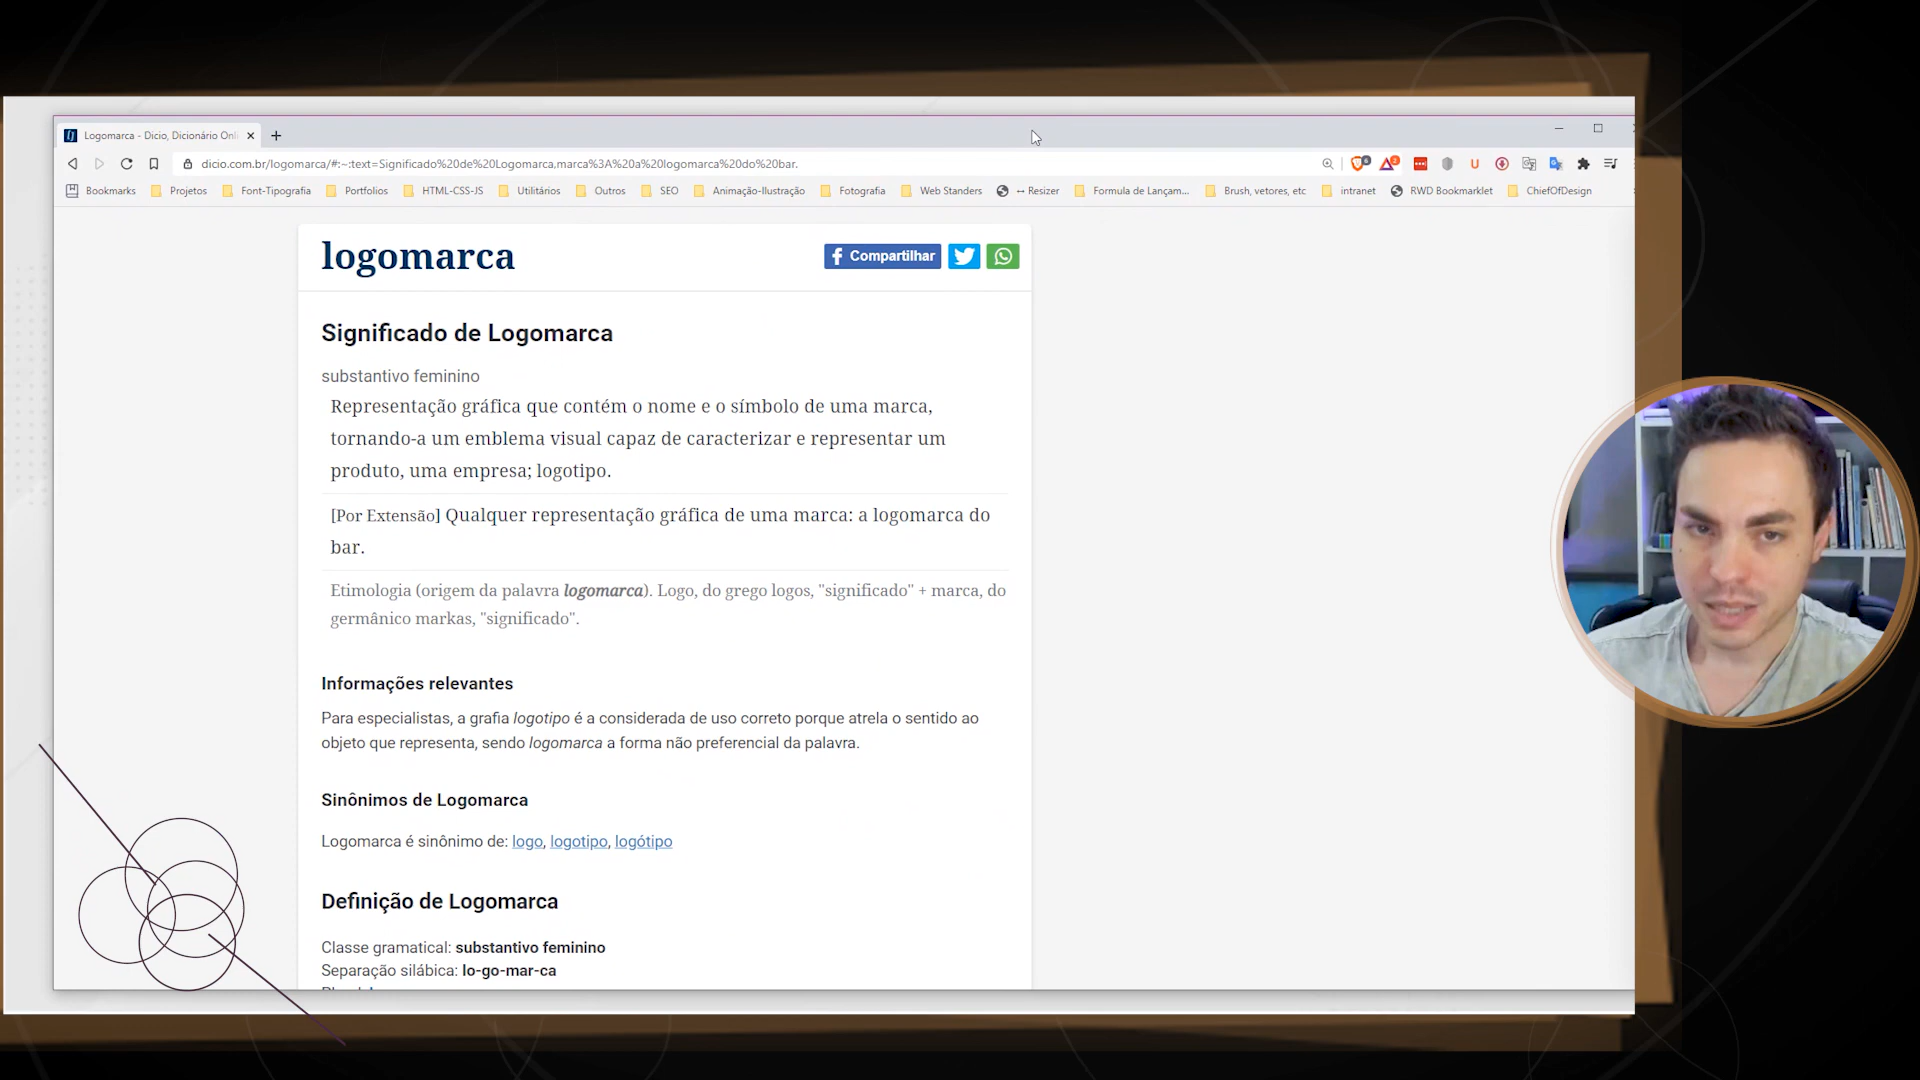 Logomarca - Dicio, Dicionário Onli
dicio.com.br/logomarca/#:~:text=Significado%20de%20Logomarca,marca%3A%20a%20logomarca%20do%20bar.
Bookmarks Projetos Font-Tipografia Portfolios HTML-CSS-JS Utilitários Outros SEO Animação-Ilustração Fotografia Web Standers ↔ Resizer Formula de Lançam... Brush, vetores, etc intranet RWD Bookmarklet ChiefOfDesign
logomarca
Compartilhar
Significado de Logomarca
substantivo feminino
Representação gráfica que contém o nome e o símbolo de uma marca,
tornando-a um emblema visual capaz de caracterizar e representar um
produto, uma empresa; logotipo.
[Por Extensão] Qualquer representação gráfica de uma marca: a logomarca do
bar.
Etimologia (origem da palavra logomarca). Logo, do grego logos, "significado" + marca, do
germânico markas, "significado".
Informações relevantes
Para especialistas, a grafia logotipo é a considerada de uso correto porque atrela o sentido ao
objeto que representa, sendo logomarca a forma não preferencial da palavra.
Sinônimos de Logomarca
Logomarca é sinônimo de: logo, logotipo, logótipo
Definição de Logomarca
Classe gramatical: substantivo feminino
Separação silábica: lo-go-mar-ca